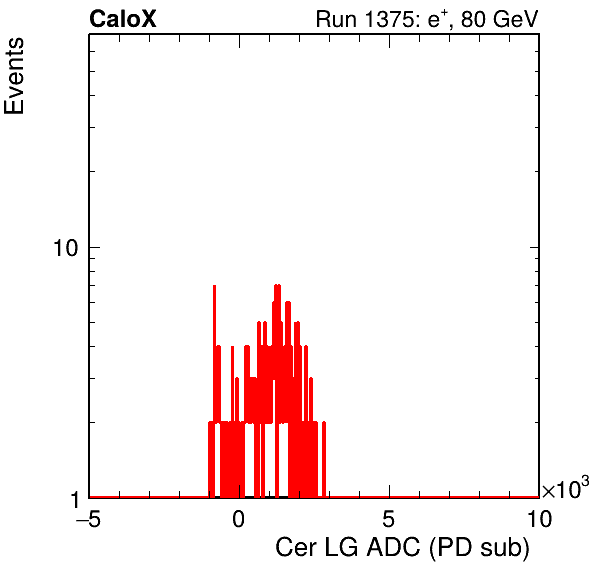 CaloX
Run 1375: e+, 80 GeV
Events
10
1
−5
0
5
10
×10³
Cer LG ADC (PD sub)